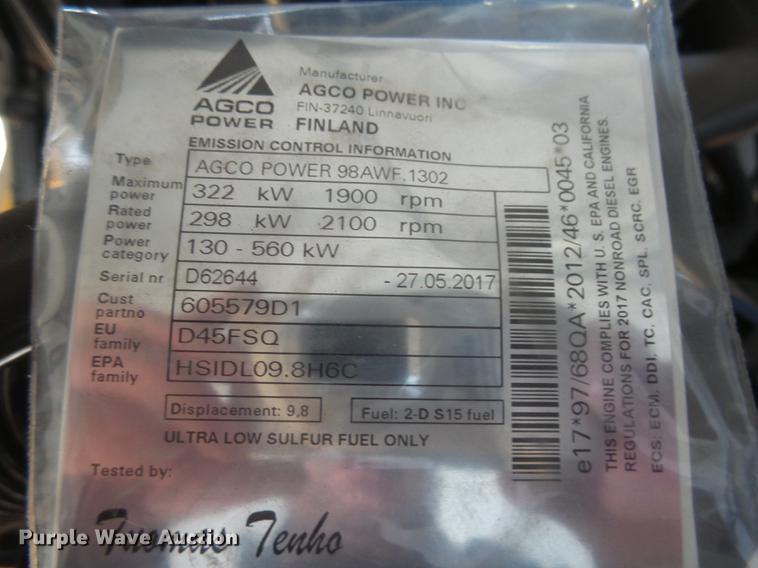 AGCO
POWER
Manufacturer
AGCO POWER INC
FIN-37240 Linnavuori
FINLAND
EMISSION CONTROL INFORMATION
Type AGCO POWER 98AWF.1302
Maximum power 322 kW 1900 rpm
Rated power 298 kW 2100 rpm
Power category 130 - 560 kW
Serial nr D62644 - 27.05.2017
Cust partno 605579D1
EU family D45FSQ
EPA family HSIDL09.8H6C
Displacement: 9,8 Fuel: 2-D S15 fuel
ULTRA LOW SULFUR FUEL ONLY
Tested by:
Tuomas Tenho
e17*97/68QA*2012/46*0045*03
THIS ENGINE COMPLIES WITH U.S. EPA AND CALIFORNIA
REGULATIONS FOR 2017 NONROAD DIESEL ENGINES.
ECS: ECM, DDI, TC, CAC, SPL, SCRC, EGR
Purple Wave Auction